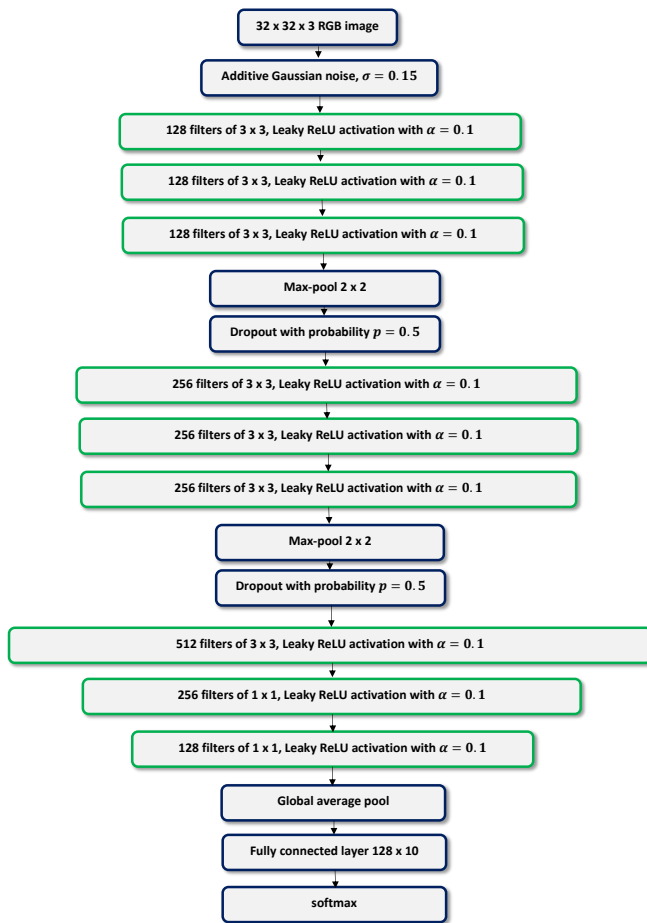 32 x 32 x 3 RGB image
Additive Gaussian noise, σ = 0.15
128 filters of 3 x 3, Leaky ReLU activation with α = 0.1
128 filters of 3 x 3, Leaky ReLU activation with α = 0.1
128 filters of 3 x 3, Leaky ReLU activation with α = 0.1
Max-pool 2 x 2
Dropout with probability p = 0.5
256 filters of 3 x 3, Leaky ReLU activation with α = 0.1
256 filters of 3 x 3, Leaky ReLU activation with α = 0.1
256 filters of 3 x 3, Leaky ReLU activation with α = 0.1
Max-pool 2 x 2
Dropout with probability p = 0.5
512 filters of 3 x 3, Leaky ReLU activation with α = 0.1
256 filters of 1 x 1, Leaky ReLU activation with α = 0.1
128 filters of 1 x 1, Leaky ReLU activation with α = 0.1
Global average pool
Fully connected layer 128 x 10
softmax